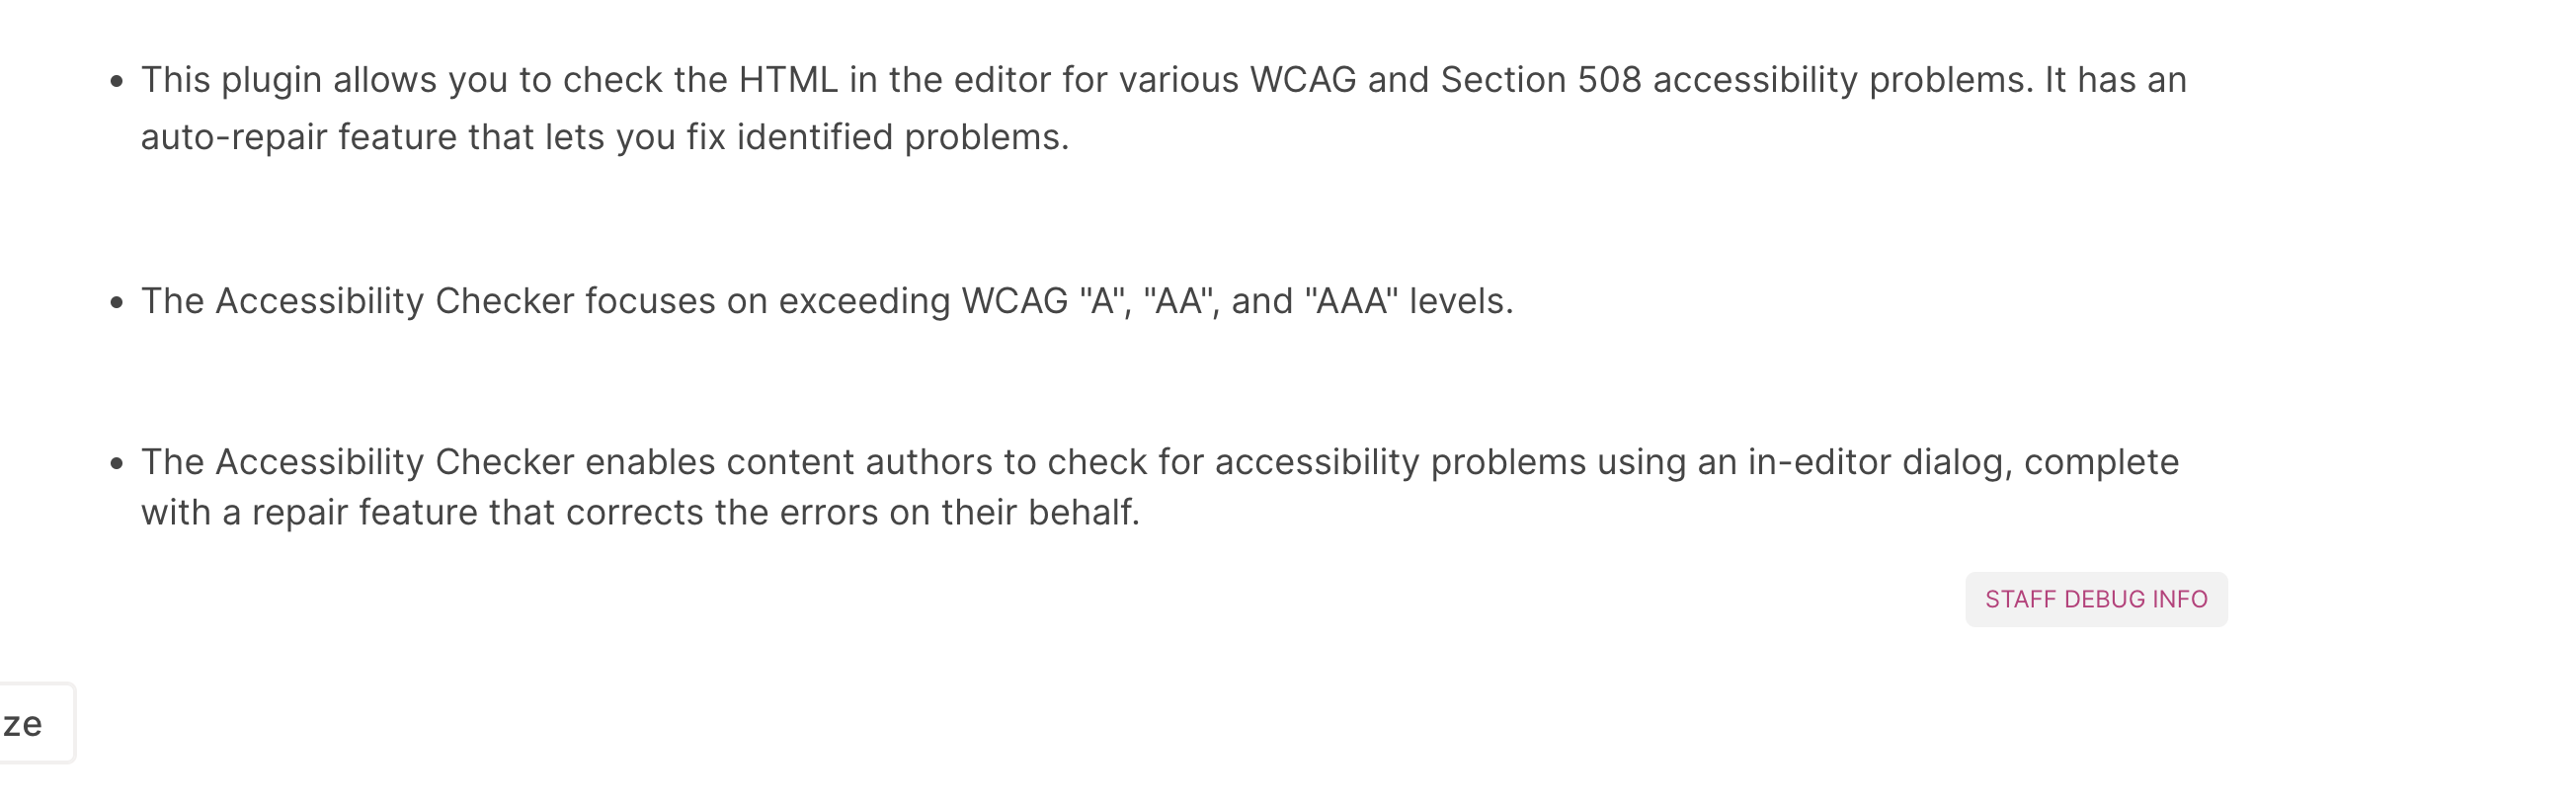 • This plugin allows you to check the HTML in the editor for various WCAG and Section 508 accessibility problems. It has an
auto-repair feature that lets you fix identified problems.
• The Accessibility Checker focuses on exceeding WCAG "A", "AA", and "AAA" levels.
• The Accessibility Checker enables content authors to check for accessibility problems using an in-editor dialog, complete
with a repair feature that corrects the errors on their behalf.
STAFF DEBUG INFO
ze